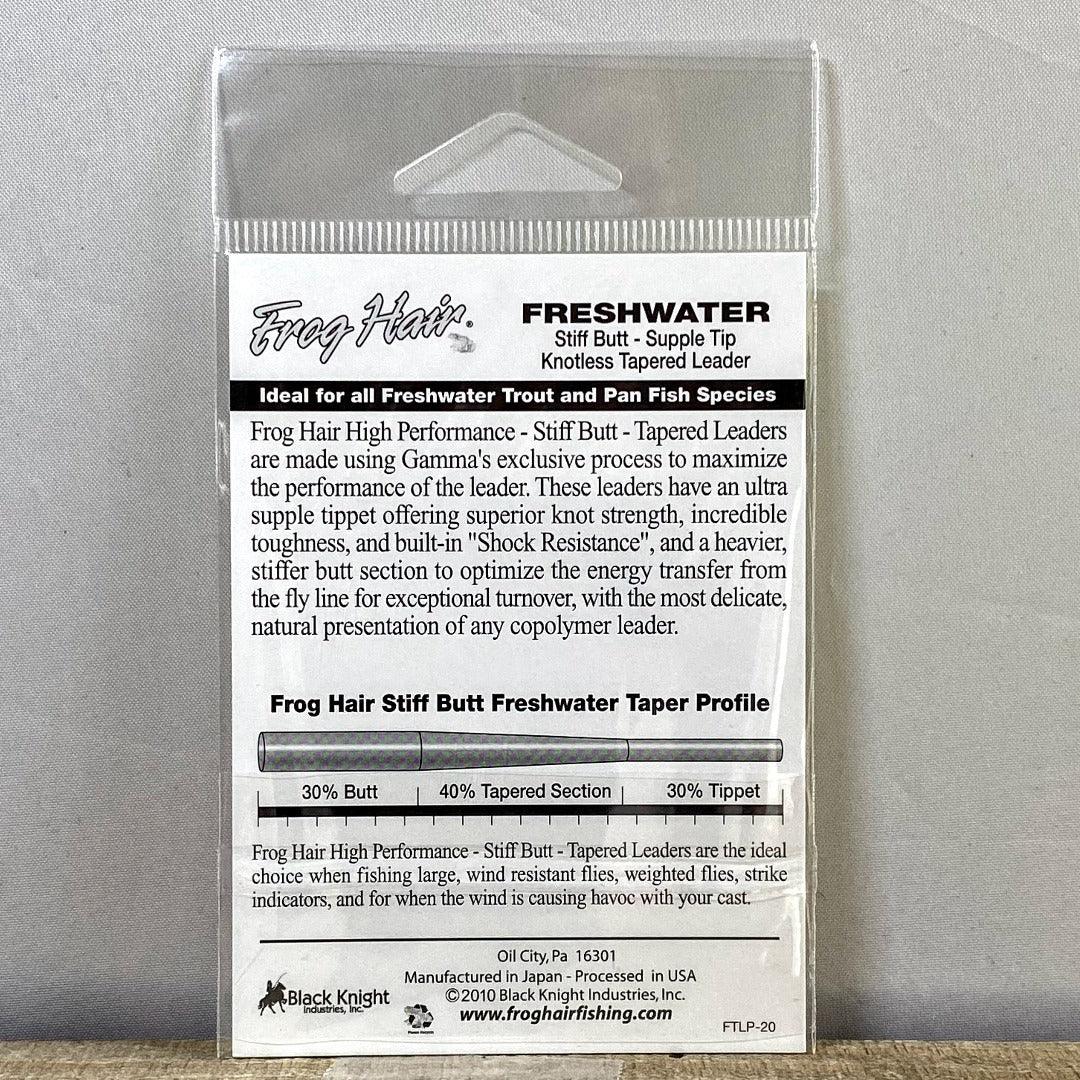 Frog Hair®
FRESHWATER
Stiff Butt - Supple Tip
Knotless Tapered Leader
Ideal for all Freshwater Trout and Pan Fish Species
Frog Hair High Performance - Stiff Butt - Tapered Leaders
are made using Gamma's exclusive process to maximize
the performance of the leader. These leaders have an ultra
supple tippet offering superior knot strength, incredible
toughness, and built-in "Shock Resistance", and a heavier,
stiffer butt section to optimize the energy transfer from
the fly line for exceptional turnover, with the most delicate,
natural presentation of any copolymer leader.
Frog Hair Stiff Butt Freshwater Taper Profile
30% Butt 40% Tapered Section 30% Tippet
Frog Hair High Performance - Stiff Butt - Tapered Leaders are the ideal
choice when fishing large, wind resistant flies, weighted flies, strike
indicators, and for when the wind is causing havoc with your cast.
Oil City, Pa 16301
Manufactured in Japan - Processed in USA
©2010 Black Knight Industries, Inc.
www.froghairfishing.com
Black Knight
Industries, Inc.
Please Recycle
FTLP-20